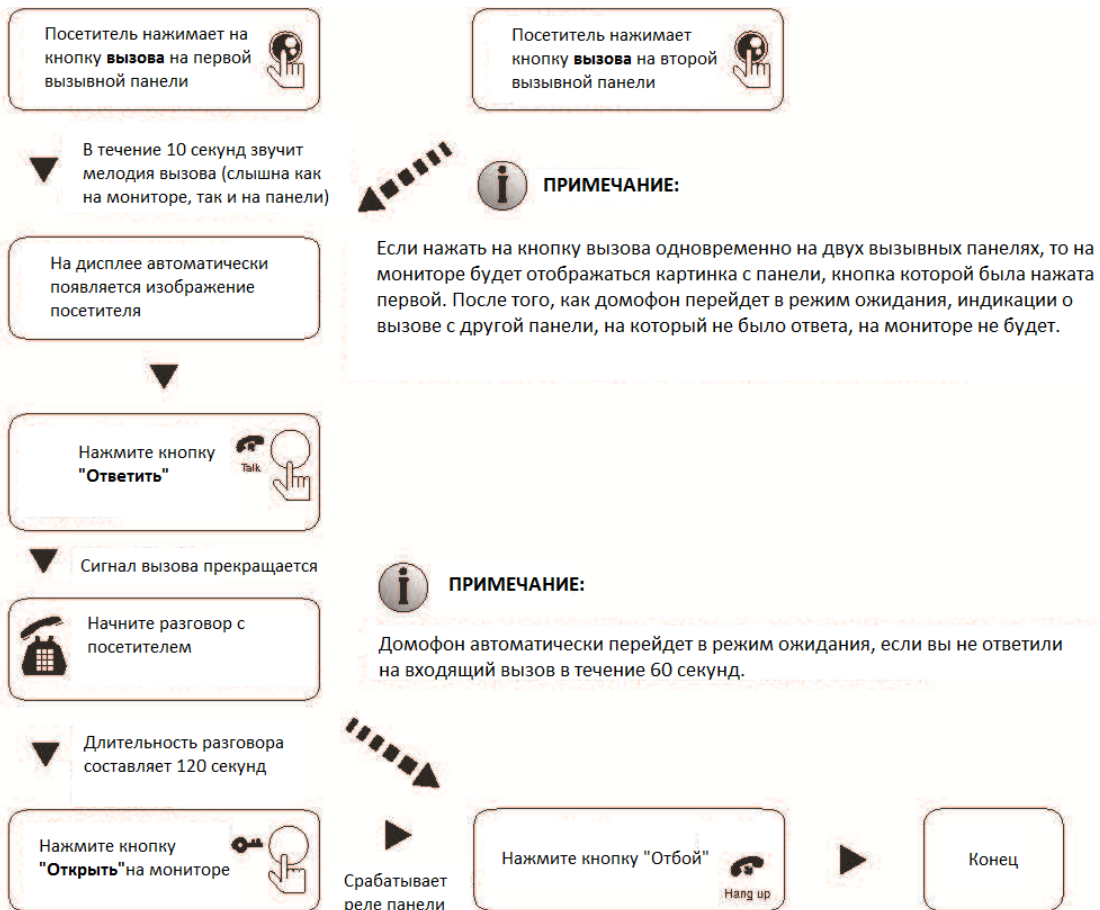 Посетитель нажимает на
кнопку вызова на первой
вызывной панели
Посетитель нажимает
кнопку вызова на второй
вызывной панели
В течение 10 секунд звучит
мелодия вызова (слышна как
на мониторе, так и на панели)
ПРИМЕЧАНИЕ:
Если нажать на кнопку вызова одновременно на двух вызывных панелях, то на
мониторе будет отображаться картинка с панели, кнопка которой была нажата
первой. После того, как домофон перейдет в режим ожидания, индикации о
вызове с другой панели, на который не было ответа, на мониторе не будет.
На дисплее автоматически
появляется изображение
посетителя
Нажмите кнопку
"Ответить"
Talk
Сигнал вызова прекращается
ПРИМЕЧАНИЕ:
Домофон автоматически перейдет в режим ожидания, если вы не ответили
на входящий вызов в течение 60 секунд.
Начните разговор с
посетителем
Длительность разговора
составляет 120 секунд
Нажмите кнопку
"Открыть"на мониторе
Срабатывает
реле панели
Нажмите кнопку "Отбой"
Hang up
Конец